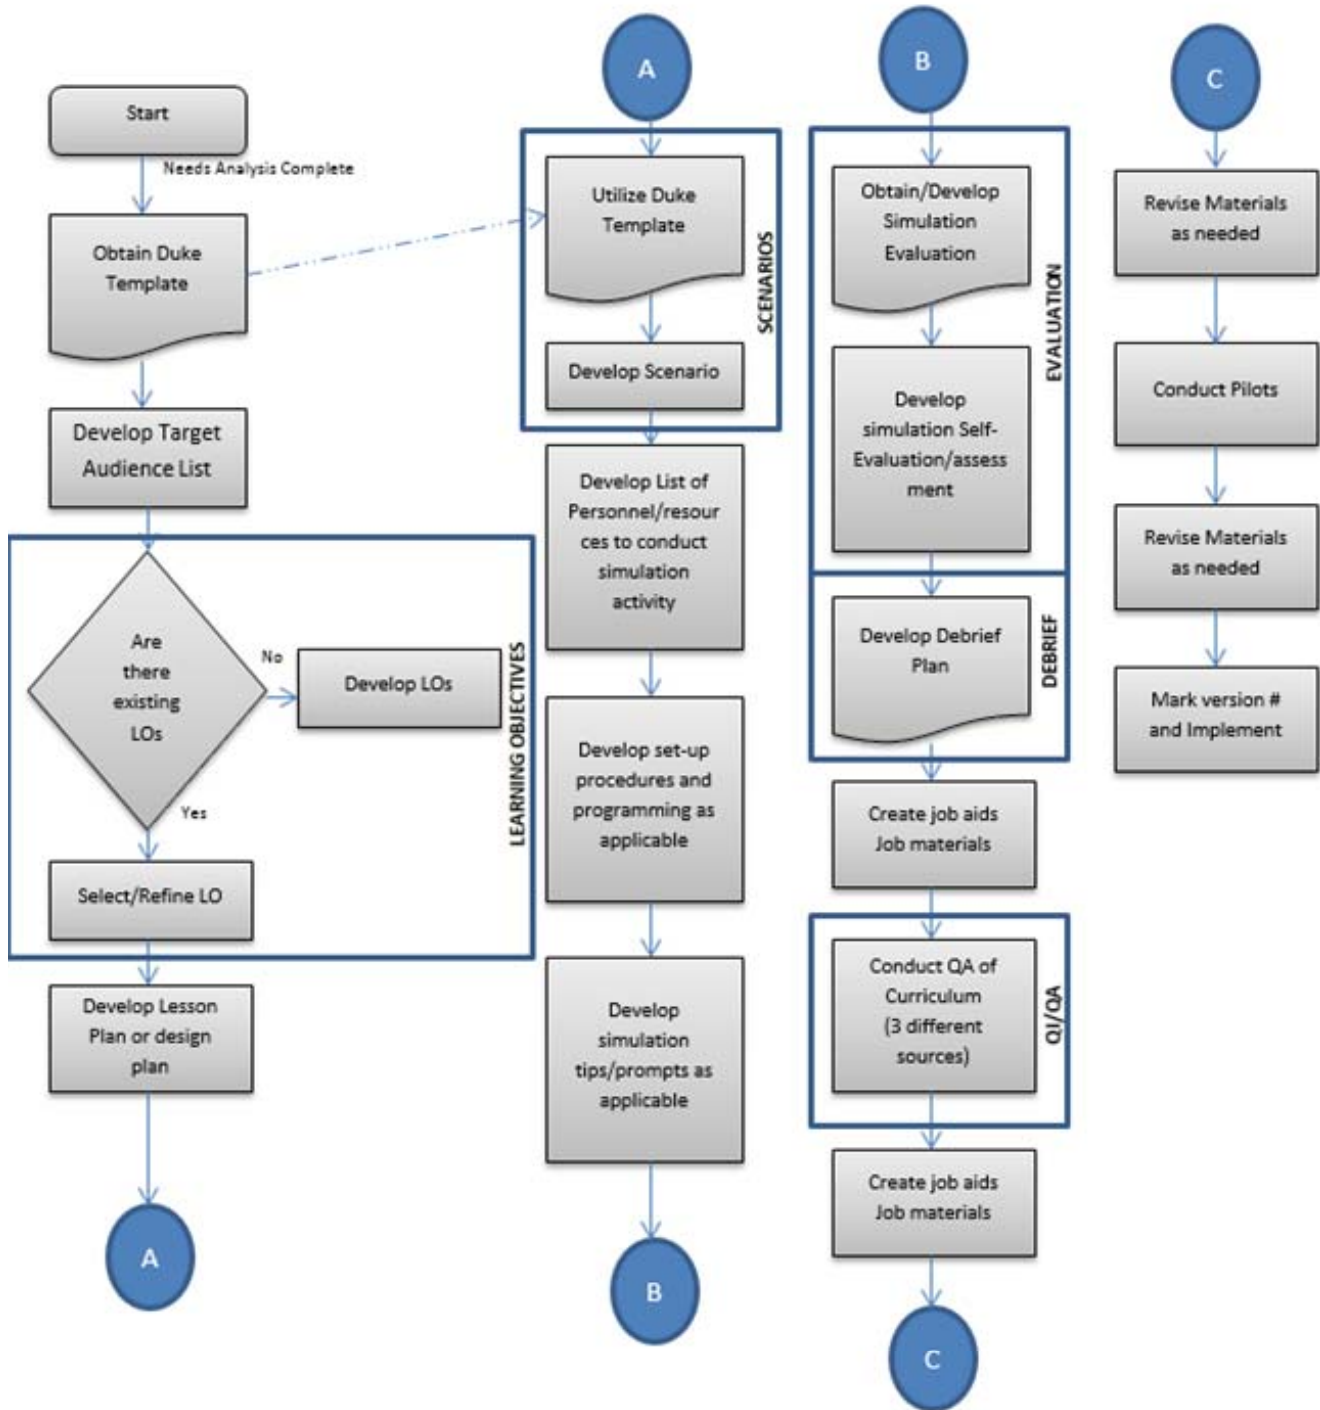 Start
Needs Analysis Complete
Obtain Duke
Template
Develop Target
Audience List
Are
there
existing
LOs
No
Develop LOs
Yes
Select/Refine LO
LEARNING OBJECTIVES
Develop Lesson
Plan or design
plan
A
A
Utilize Duke
Template
Develop Scenario
SCENARIOS
Develop List of
Personnel/resour
ces to conduct
simulation
activity
Develop set-up
procedures and
programming as
applicable
Develop
simulation
tips/prompts as
applicable
B
B
Obtain/Develop
Simulation
Evaluation
Develop
simulation Self-
Evaluation/assess
ment
EVALUATION
Develop Debrief
Plan
DEBRIEF
Create job aids
Job materials
Conduct QA of
Curriculum
(3 different
sources)
QI/QA
Create job aids
Job materials
C
C
Revise Materials
as needed
Conduct Pilots
Revise Materials
as needed
Mark version #
and Implement